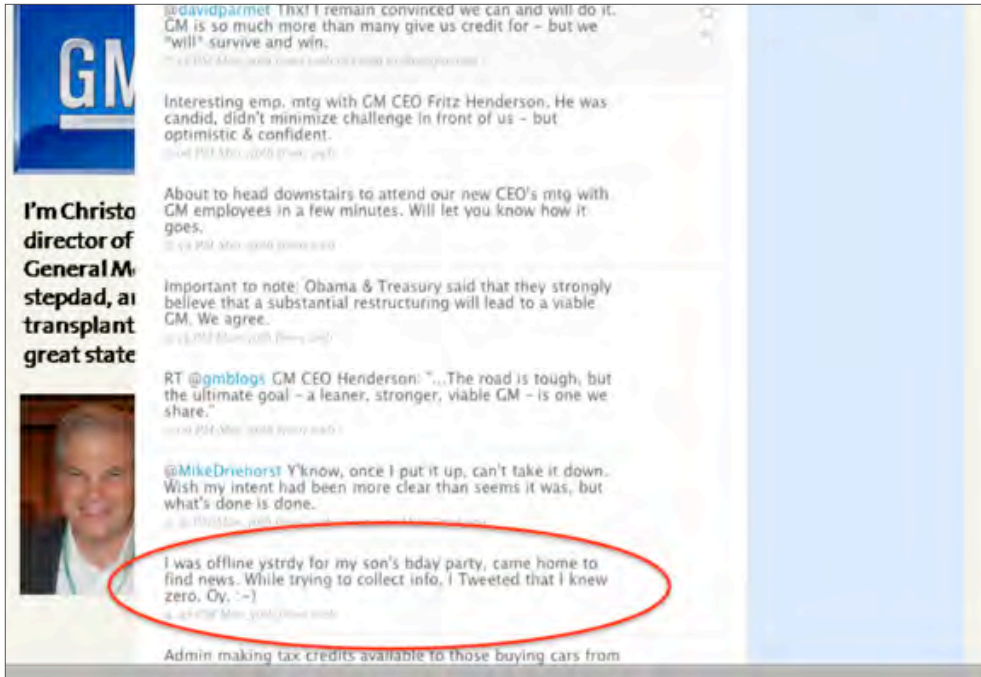 GM
I'm Christo
director of
General M
stepdad, a
transplant
great state
@davidparmet Thx! I remain convinced we can and will do it.
GM is so much more than many give us credit for – but we
*will* survive and win.
Interesting emp. mtg with GM CEO Fritz Henderson. He was
candid, didn't minimize challenge in front of us – but
optimistic & confident.
About to head downstairs to attend our new CEO's mtg with
GM employees in a few minutes. Will let you know how it
goes.
Important to note: Obama & Treasury said that they strongly
believe that a substantial restructuring will lead to a viable
GM. We agree.
RT @gmblogs GM CEO Henderson: "...The road is tough, but
the ultimate goal – a leaner, stronger, viable GM – is one we
share."
@MikeDriehorst Y'know, once I put it up, can't take it down.
Wish my intent had been more clear than seems it was, but
what's done is done.
I was offline ystrdy for my son's bday party, came home to
find news. While trying to collect info, I Tweeted that I knew
zero. Oy. :-)
Admin making tax credits available to those buying cars from